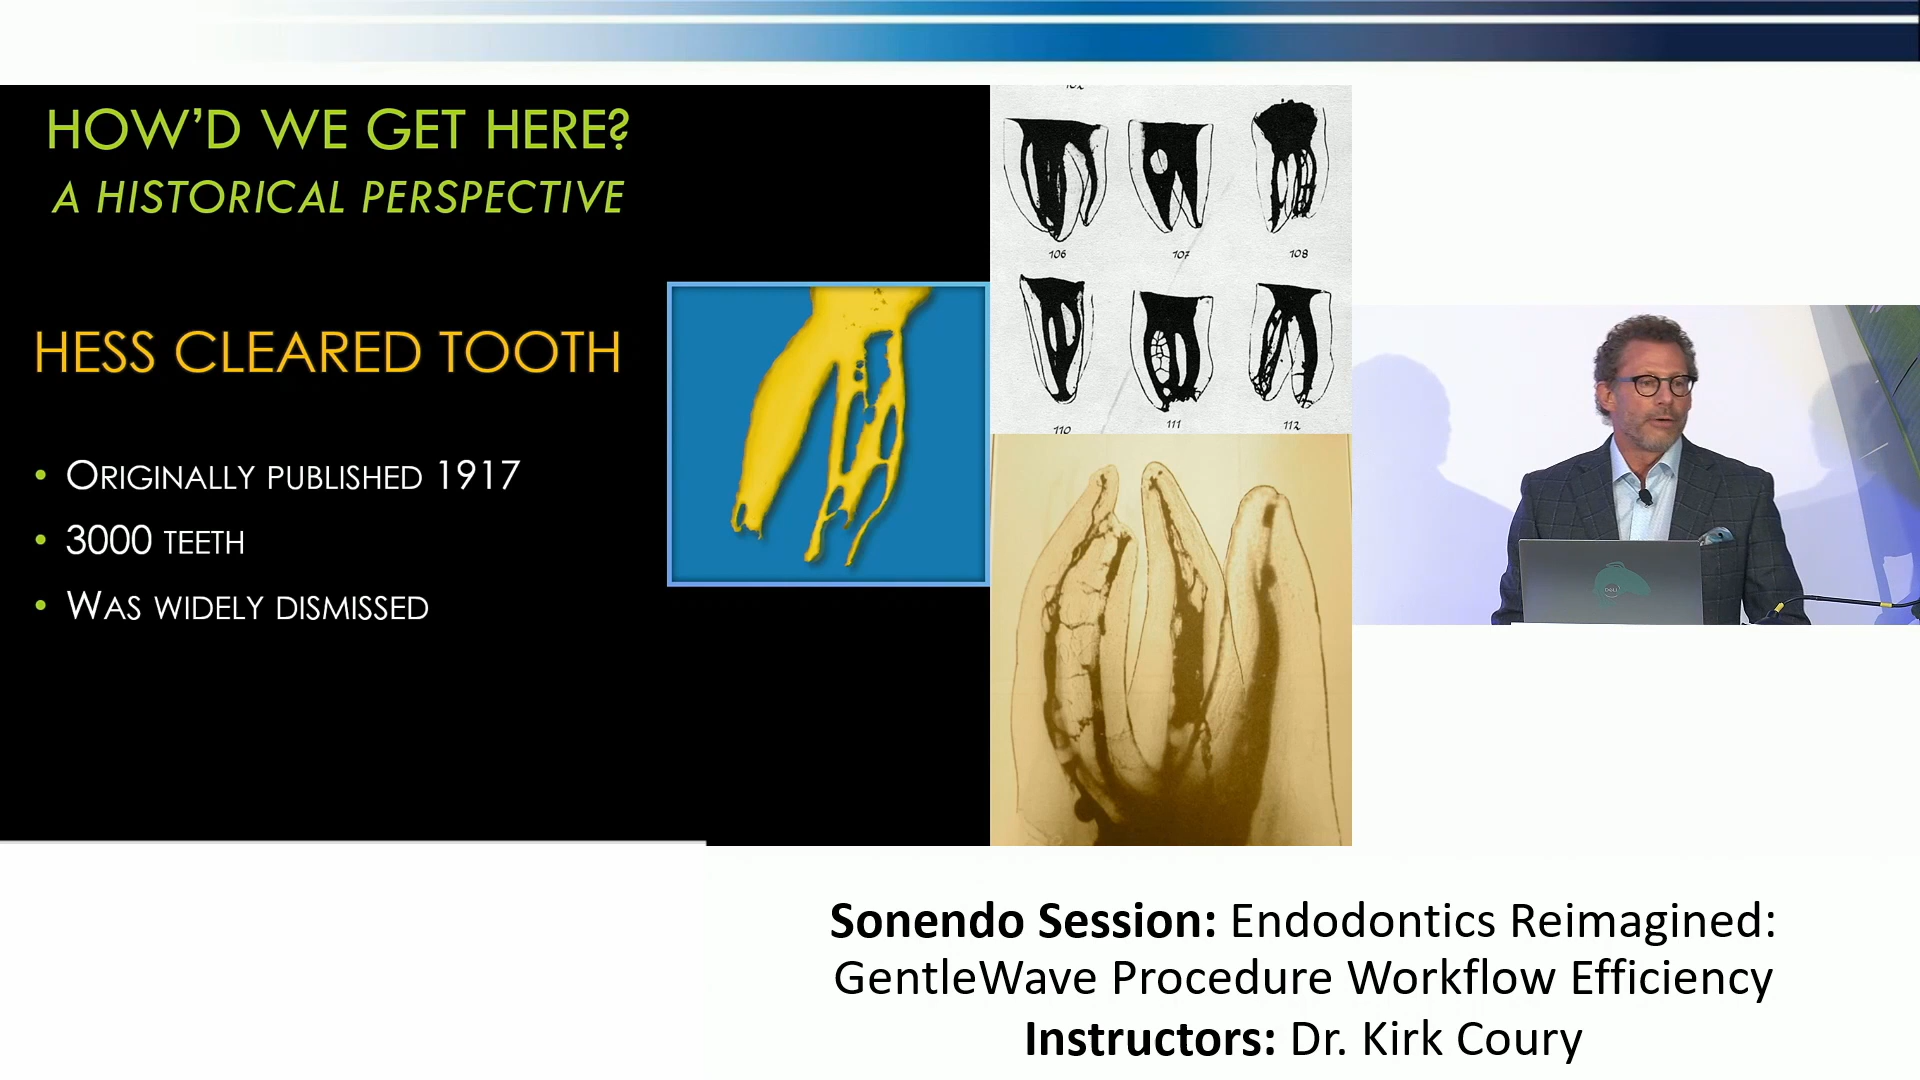 HOW'D WE GET HERE?
A HISTORICAL PERSPECTIVE
HESS CLEARED TOOTH
• ORIGINALLY PUBLISHED 1917
• 3000 TEETH
• WAS WIDELY DISMISSED
106 107 108
110 111 112
DELL
Sonendo Session: Endodontics Reimagined:
GentleWave Procedure Workflow Efficiency
Instructors: Dr. Kirk Coury